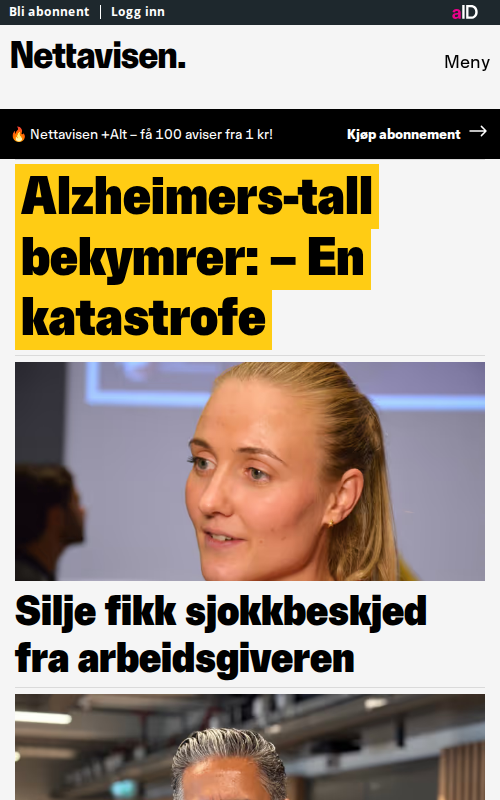 Bli abonnent | Logg inn
aID
Nettavisen.
Meny
🔥 Nettavisen +Alt – få 100 aviser fra 1 kr!
Kjøp abonnement →
Alzheimers-tall
bekymrer: – En
katastrofe
Silje fikk sjokkbeskjed
fra arbeidsgiveren